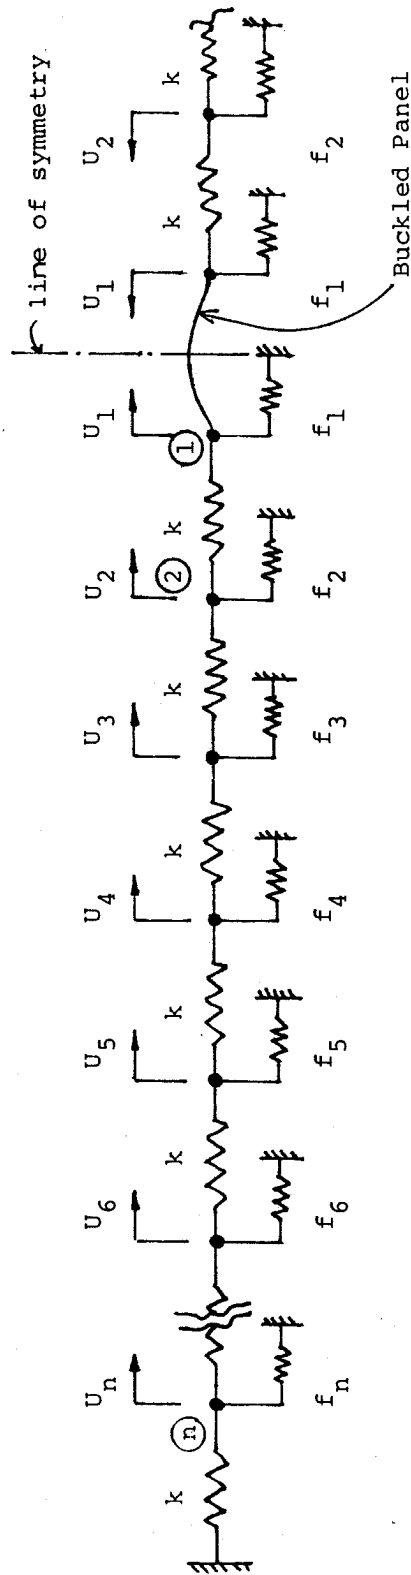 line of symmetry
Uₙ U₆ U₅ U₄ U₃ U₂ U₁ U₁ U₂
k ⓝ k k k k ② k ① k k
fₙ f₆ f₅ f₄ f₃ f₂ f₁ f₁ f₂
Buckled Panel